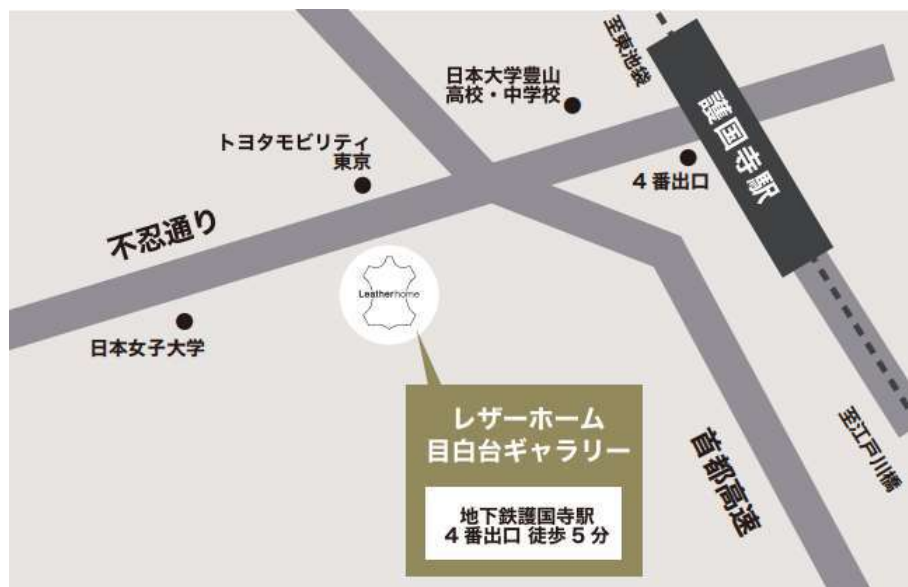 至東池袋
日本大学豊山
高校・中学校
護国寺駅
トヨタモビリティ
東京
4番出口
不忍通り
Leatherhome
日本女子大学
レザーホーム
目白台ギャラリー
至江戸川橋
首都高速
地下鉄護国寺駅
4番出口 徒歩5分